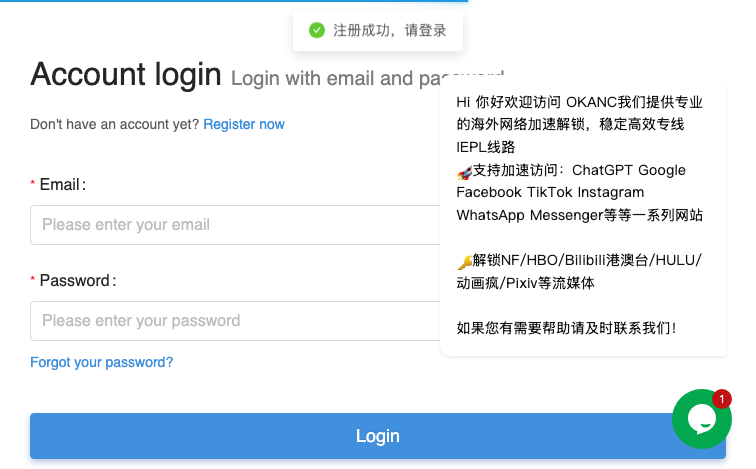 注册成功，请登录
Account login Login with email and password
Don't have an account yet? Register now
* Email:
Please enter your email
* Password:
Please enter your password
Forgot your password?
Login
Hi 你好欢迎访问 OKANC我们提供专业
的海外网络加速解锁，稳定高效专线
IEPL线路
🚀支持加速访问：ChatGPT Google
Facebook TikTok Instagram
WhatsApp Messenger等等一系列网站
🔑解锁NF/HBO/Bilibili港澳台/HULU/
动画疯/Pixiv等流媒体
如果您有需要帮助请及时联系我们！
1